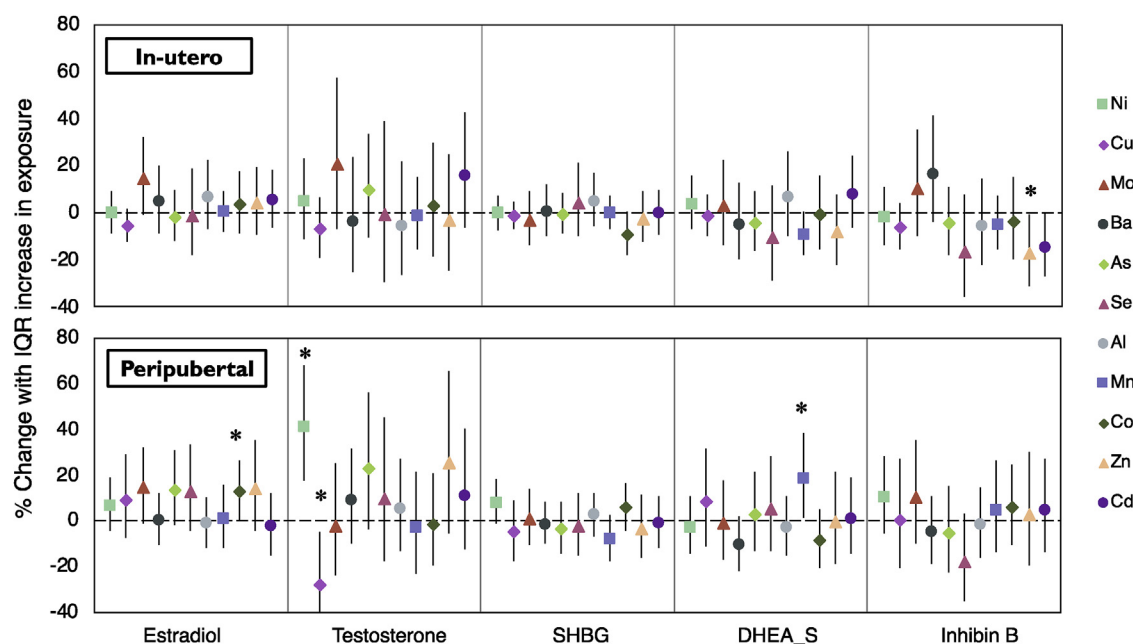 % Change with IQR increase in exposure
In-utero
80
60
40
20
0
-20
-40
*
Peripubertal
80
60
40
20
0
-20
-40
*
*
*
*
Estradiol Testosterone SHBG DHEA_S Inhibin B
Ni
Cu
Mo
Ba
As
Se
Al
Mn
Co
Zn
Cd